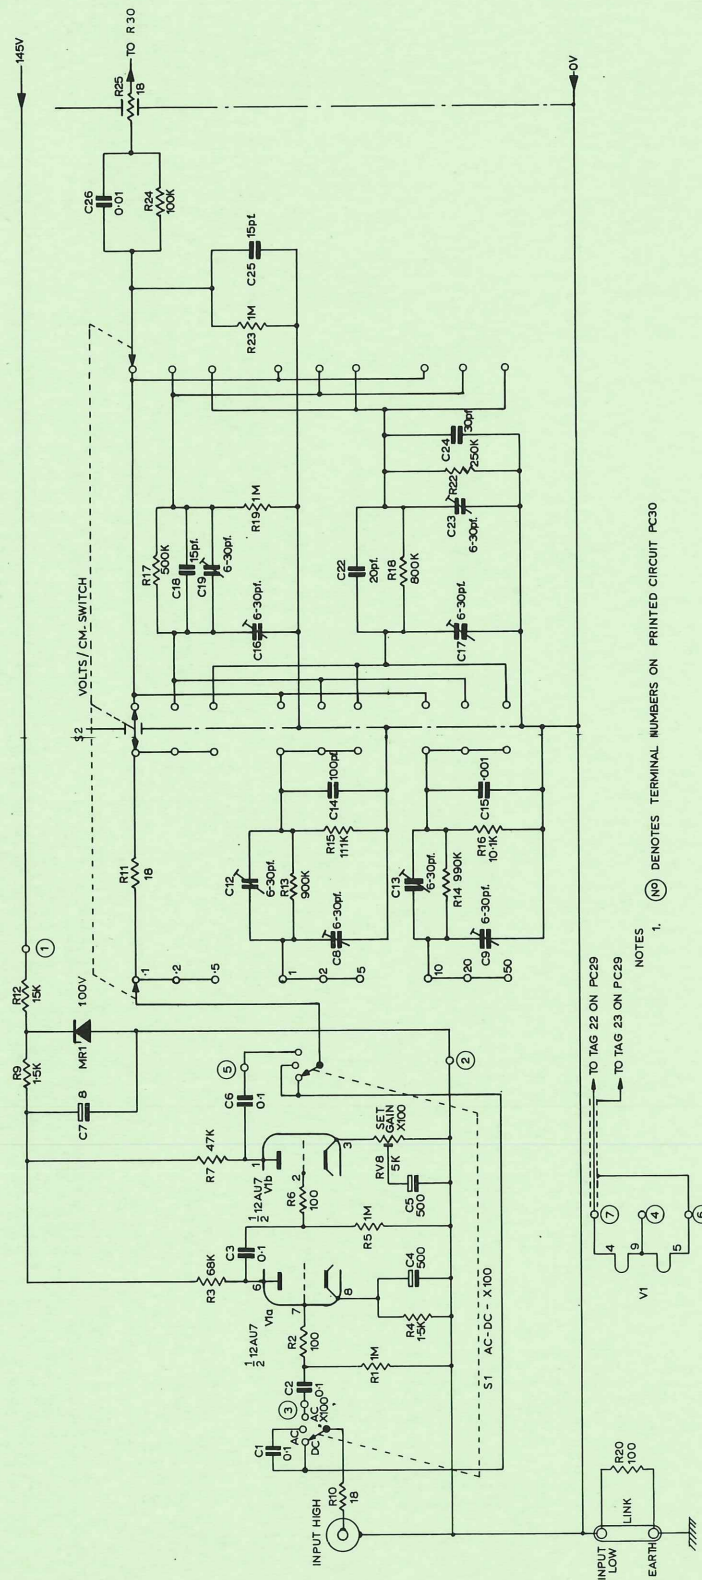 145V
R12
15K
1
R9
1·5K
MR1
100V
C7
8
R3
68K
R7
47K
C6
0·1
5
2
C3
0·1
V1a
½12AU7
6
7
8
V1b
½12AU7
1
2
3
R2
100
R6
100
C2
0·1
3
AC X100
AC
DC
C1
0·1
R1
1M
R4
15K
C4
500
R5
1M
C5
500
RV8
5K
SET GAIN X100
S1 AC-DC-X100
R10
18
INPUT HIGH
S2
VOLTS/CM. SWITCH
·1
·2
·5
1
2
5
10
20
50
R11
18
C12
6-30pf.
R13
900K
C8
6-30pf.
R15
111K
C14
100pf.
C13
6-30pf.
R14 990K
C9
6-30pf.
R16
10·1K
C15
·001
R17
500K
C18
15pf.
C19
6-30pf.
C16
6-30pf.
R19
1M
C22
20pf.
R18
800K
C17
6-30pf.
C23
6-30pf.
R22
250K
C24
30pf
R23
1M
C25
15pf.
C26
0·01
R24
100K
R25
18
TO R30
0V
INPUT LOW
EARTH
LINK
R20
100
V1
4
9
5
7
4
6
TO TAG 22 ON PC29
TO TAG 23 ON PC29
NOTES
1. (Nº) DENOTES TERMINAL NUMBERS ON PRINTED CIRCUIT PC30